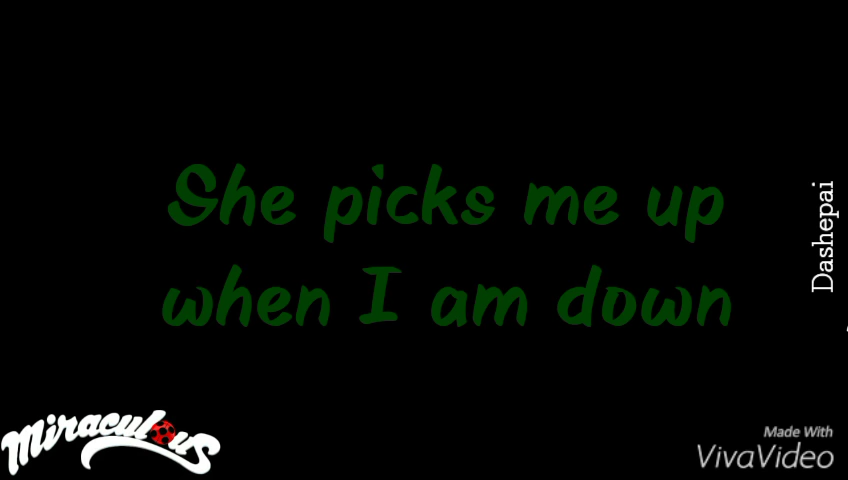 She picks me up
when I am down
Dashepai
Miraculous
Made With
VivaVideo